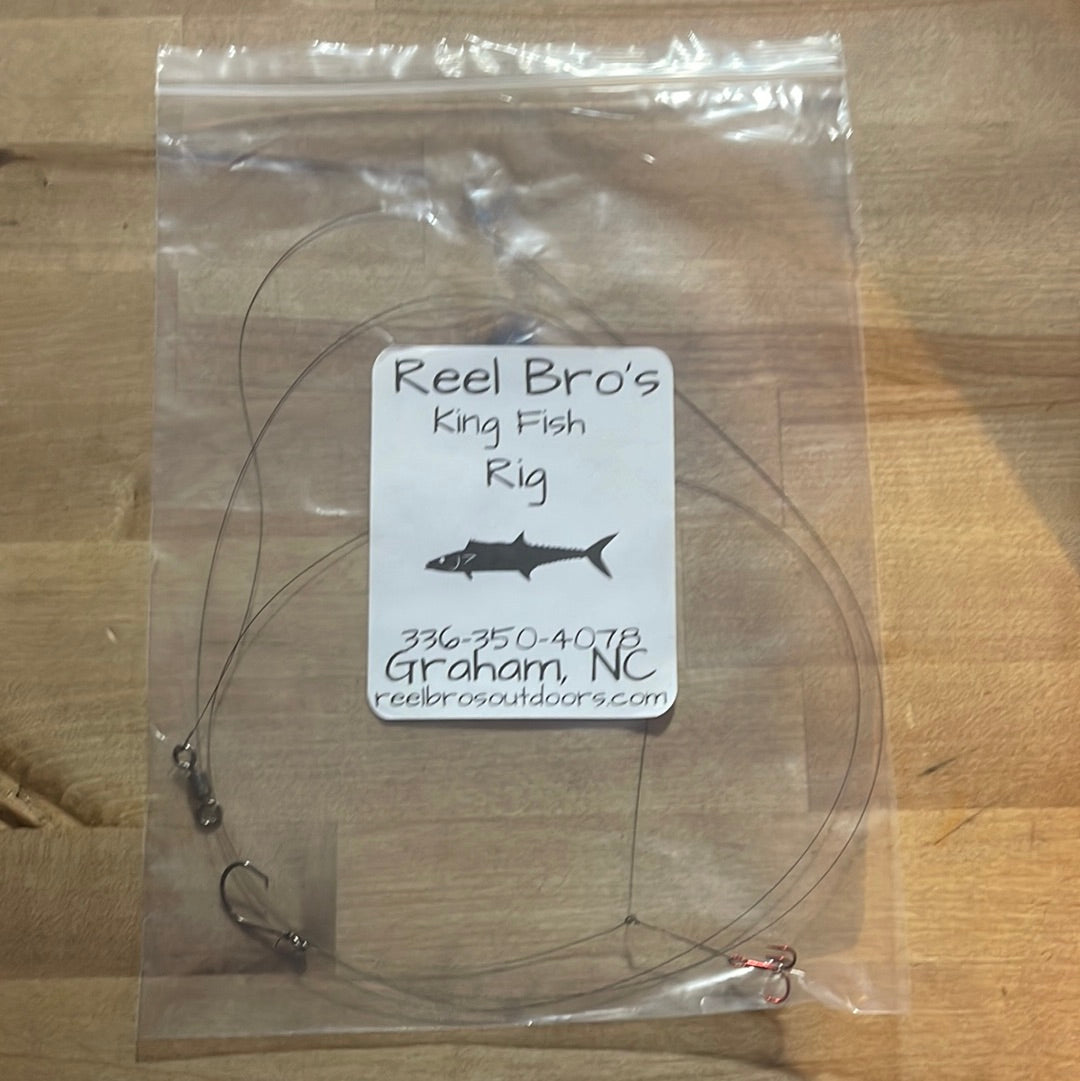 Reel Bro's
King Fish
Rig
336-350-4078
Graham, NC
reelbrosoutdoors.com